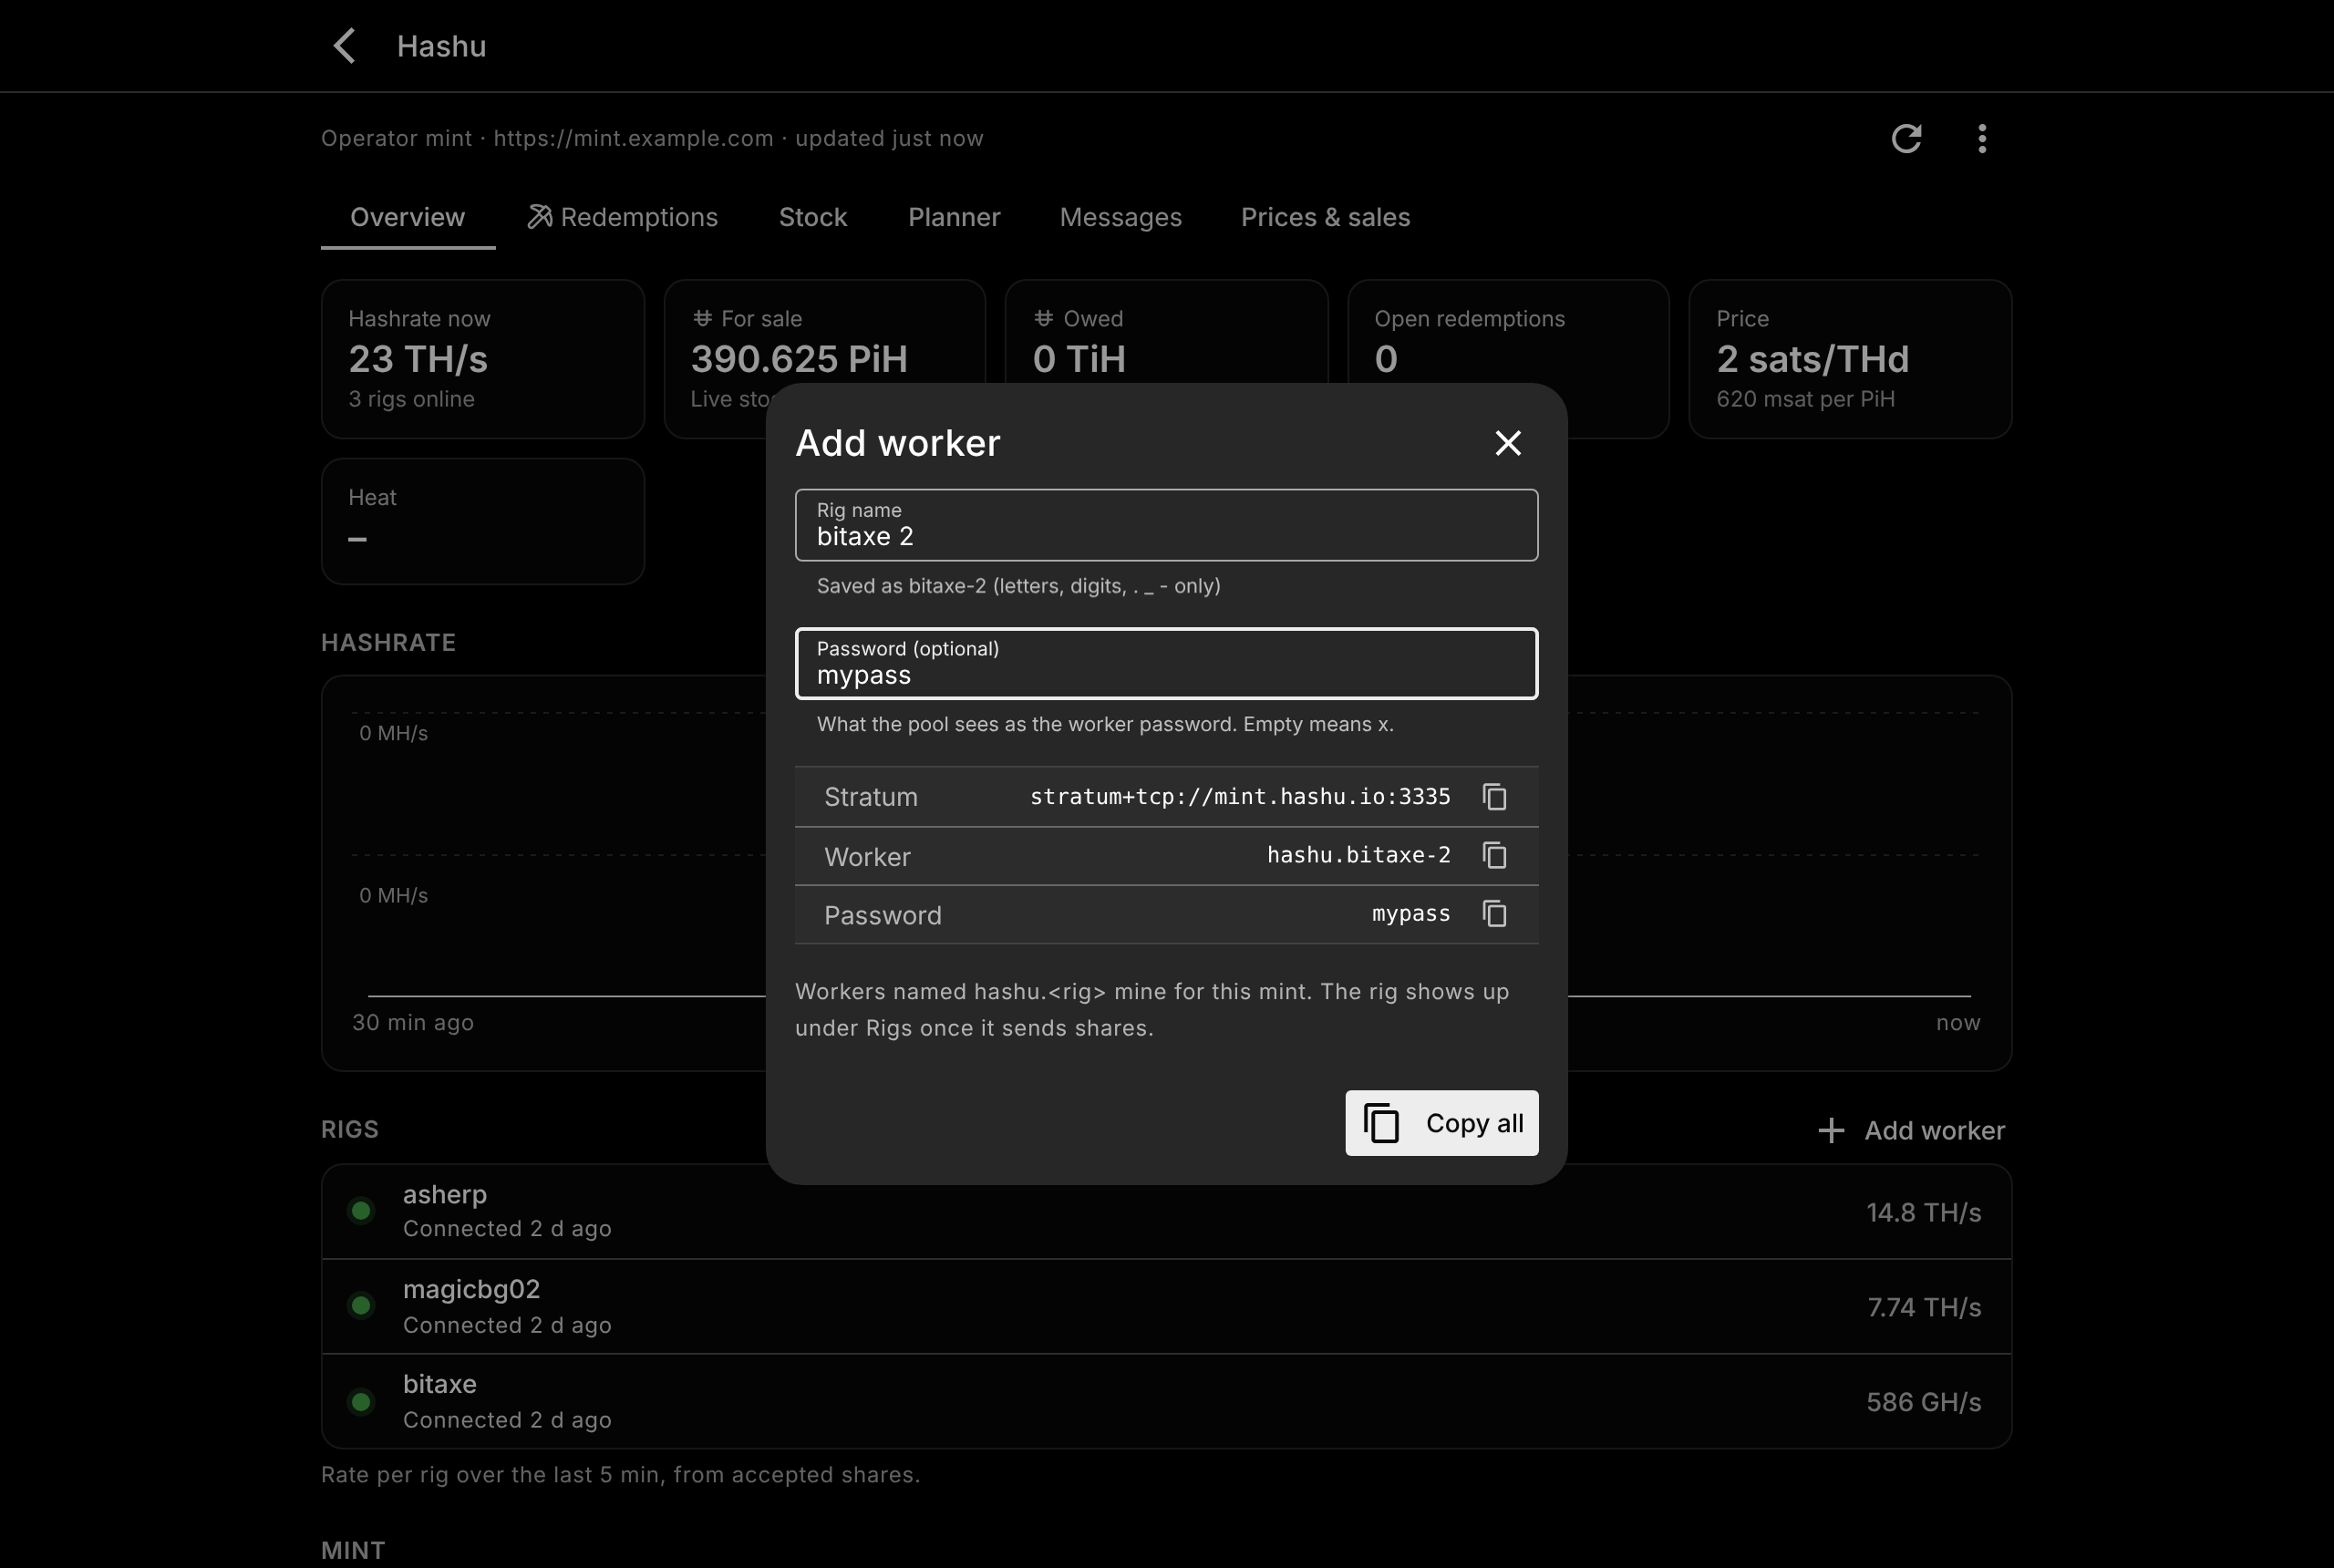 Hashu
Operator mint · https://mint.example.com · updated just now
Overview
Redemptions
Stock
Planner
Messages
Prices & sales
Hashrate now
23 TH/s
3 rigs online
For sale
390.625 PiH
Live
Owed
0 TiH
Open redemptions
0
Price
2 sats/THd
620 msat per PiH
Heat
–
Add worker
Rig name
bitaxe 2
Saved as bitaxe-2 (letters, digits, . _ - only)
Password (optional)
mypass
What the pool sees as the worker password. Empty means x.
Stratum stratum+tcp://mint.hashu.io:3335
Worker hashu.bitaxe-2
Password mypass
Workers named hashu.<rig> mine for this mint. The rig shows up
under Rigs once it sends shares.
Copy all
HASHRATE
0 MH/s
0 MH/s
30 min ago
now
RIGS
Add worker
asherp
Connected 2 d ago
14.8 TH/s
magicbg02
Connected 2 d ago
7.74 TH/s
bitaxe
Connected 2 d ago
586 GH/s
Rate per rig over the last 5 min, from accepted shares.
MINT